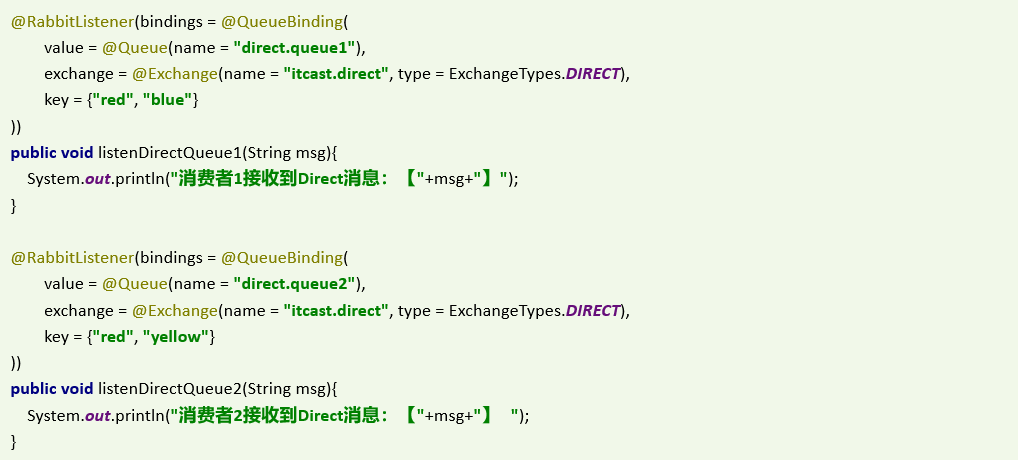 @RabbitListener(bindings = @QueueBinding(
        value = @Queue(name = "direct.queue1"),
        exchange = @Exchange(name = "itcast.direct", type = ExchangeTypes.DIRECT),
        key = {"red", "blue"}
))
public void listenDirectQueue1(String msg){
    System.out.println("消费者1接收到Direct消息：【"+msg+"】");
}

@RabbitListener(bindings = @QueueBinding(
        value = @Queue(name = "direct.queue2"),
        exchange = @Exchange(name = "itcast.direct", type = ExchangeTypes.DIRECT),
        key = {"red", "yellow"}
))
public void listenDirectQueue2(String msg){
    System.out.println("消费者2接收到Direct消息：【"+msg+"】 ");
}